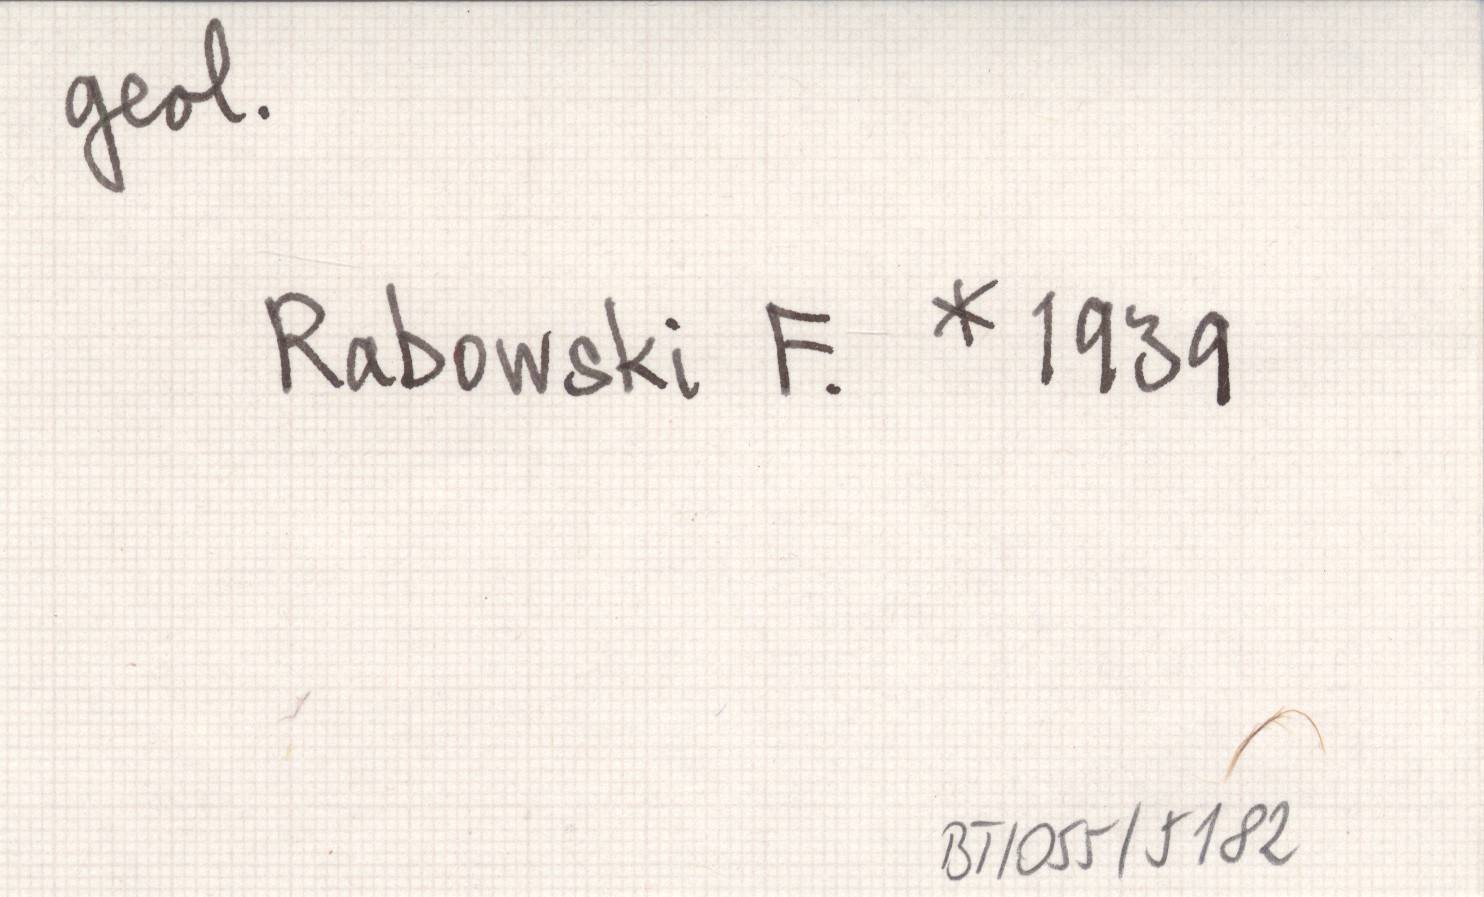 geol.
Rabowski F. * 1939
BT/055/5182